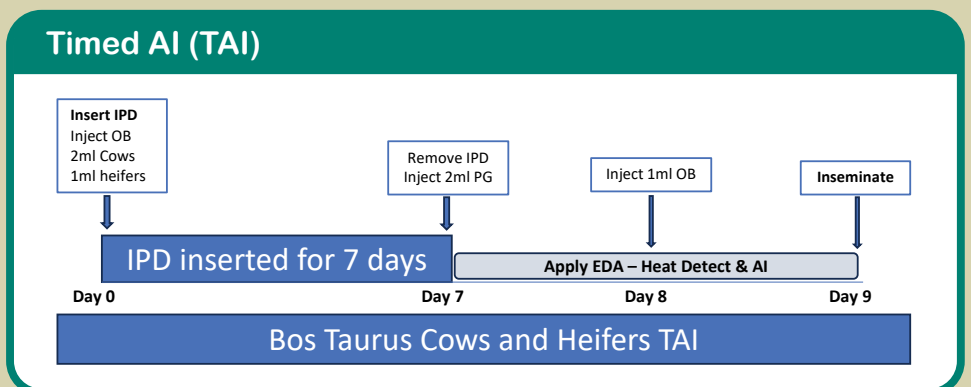 Timed AI (TAI)
Insert IPD
Inject OB
2ml Cows
1ml heifers
Remove IPD
Inject 2ml PG
Inject 1ml OB
Inseminate
IPD inserted for 7 days
Apply EDA – Heat Detect & AI
Day 0
Day 7
Day 8
Day 9
Bos Taurus Cows and Heifers TAI